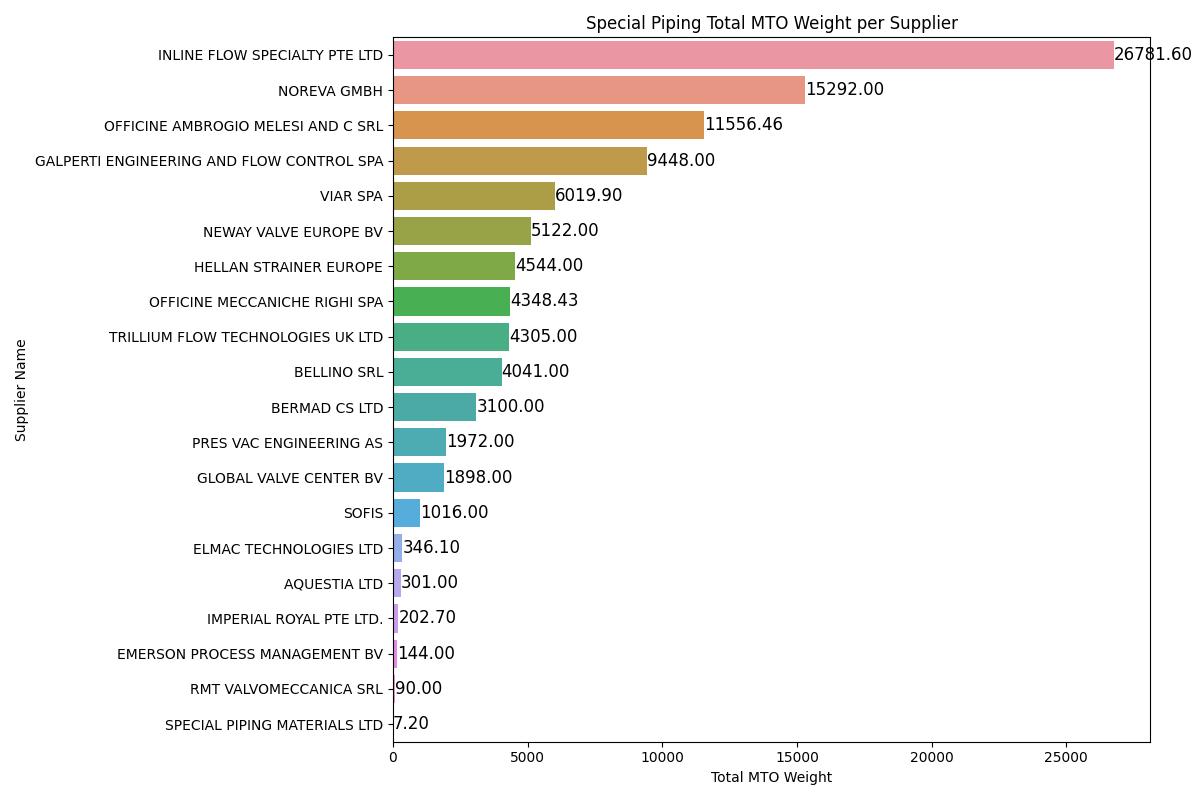 Special Piping Total MTO Weight per Supplier
INLINE FLOW SPECIALTY PTE LTD 26781.60
NOREVA GMBH 15292.00
OFFICINE AMBROGIO MELESI AND C SRL 11556.46
GALPERTI ENGINEERING AND FLOW CONTROL SPA 9448.00
VIAR SPA 6019.90
NEWAY VALVE EUROPE BV 5122.00
HELLAN STRAINER EUROPE 4544.00
OFFICINE MECCANICHE RIGHI SPA 4348.43
TRILLIUM FLOW TECHNOLOGIES UK LTD 4305.00
BELLINO SRL 4041.00
BERMAD CS LTD 3100.00
PRES VAC ENGINEERING AS 1972.00
GLOBAL VALVE CENTER BV 1898.00
SOFIS 1016.00
ELMAC TECHNOLOGIES LTD 346.10
AQUESTIA LTD 301.00
IMPERIAL ROYAL PTE LTD. 202.70
EMERSON PROCESS MANAGEMENT BV 144.00
RMT VALVOMECCANICA SRL 90.00
SPECIAL PIPING MATERIALS LTD 7.20
Supplier Name
0 5000 10000 15000 20000 25000
Total MTO Weight